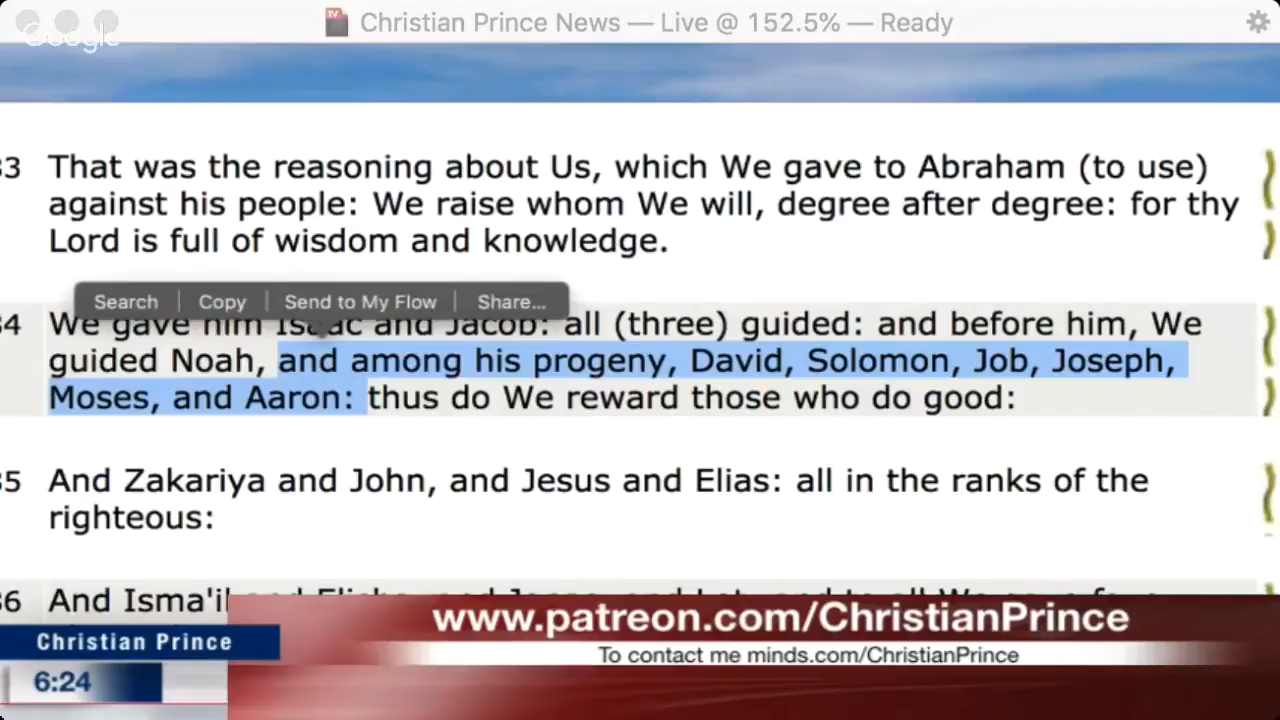 Christian Prince News — Live @ 152.5% — Ready
Google
33 That was the reasoning about Us, which We gave to Abraham (to use)
against his people: We raise whom We will, degree after degree: for thy
Lord is full of wisdom and knowledge.
Search Copy Send to My Flow Share...
34 We gave him Isaac and Jacob: all (three) guided: and before him, We
guided Noah, and among his progeny, David, Solomon, Job, Joseph,
Moses, and Aaron: thus do We reward those who do good:
35 And Zakariya and John, and Jesus and Elias: all in the ranks of the
righteous:
36 And Isma'il and
www.patreon.com/ChristianPrince
Christian Prince
To contact me minds.com/ChristianPrince
6:24